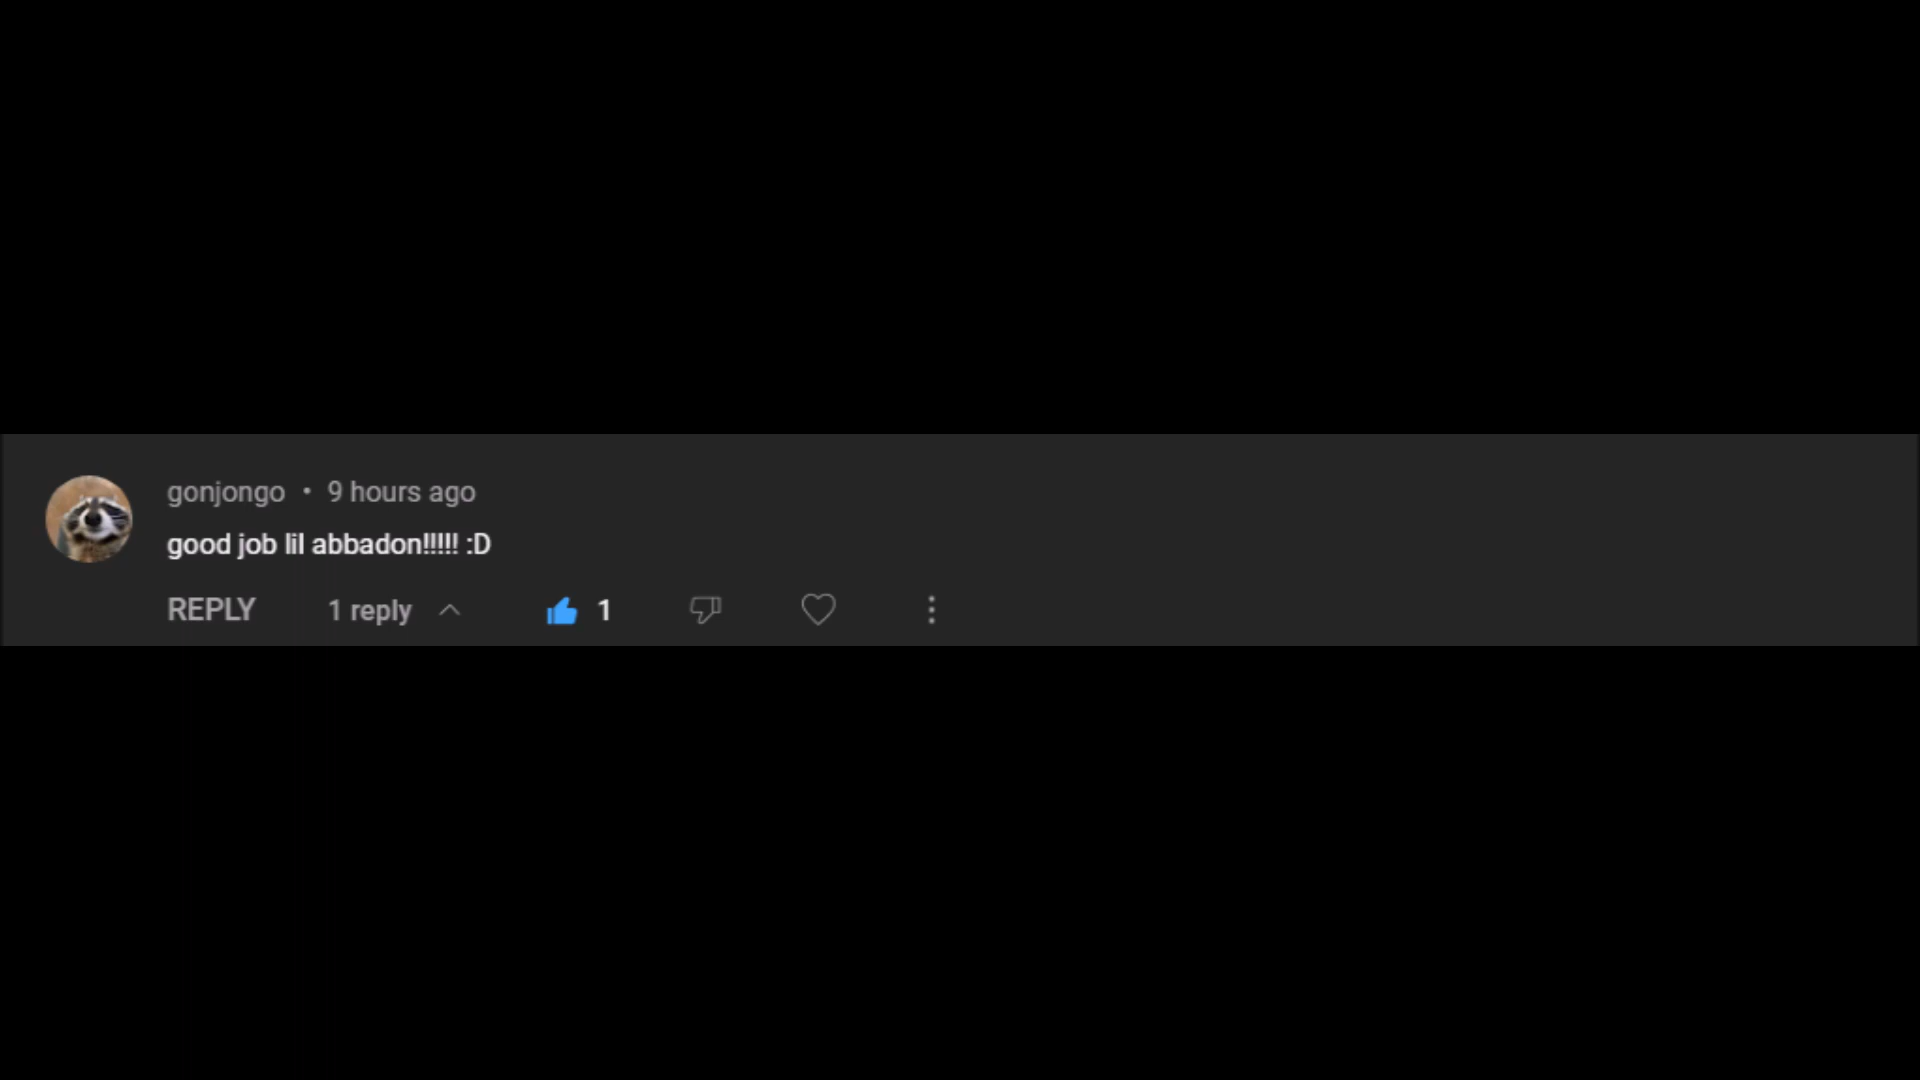 gonjongo • 9 hours ago
good job lil abbadon!!!!! :D
REPLY 1 reply 1